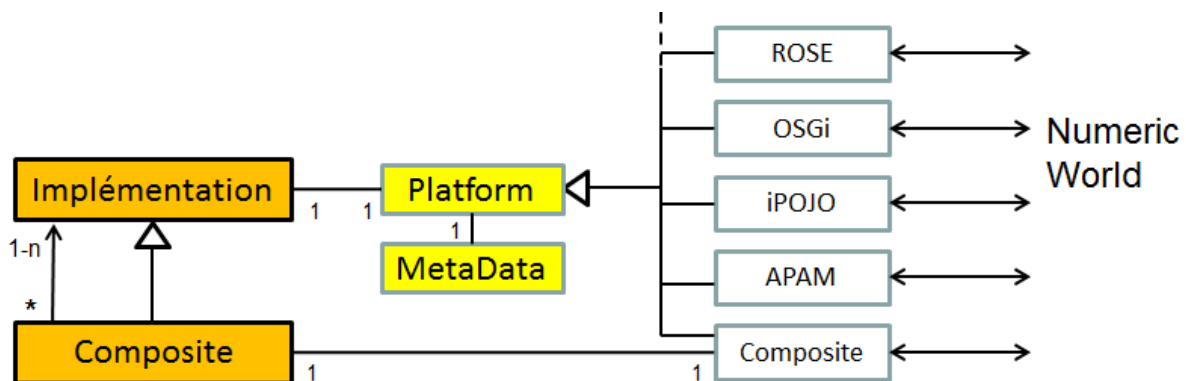 ROSE
OSGi
Numeric
World
Implémentation
Platform
1
1
iPOJO
1-n
1
MetaData
APAM
*
Composite
1
1
Composite